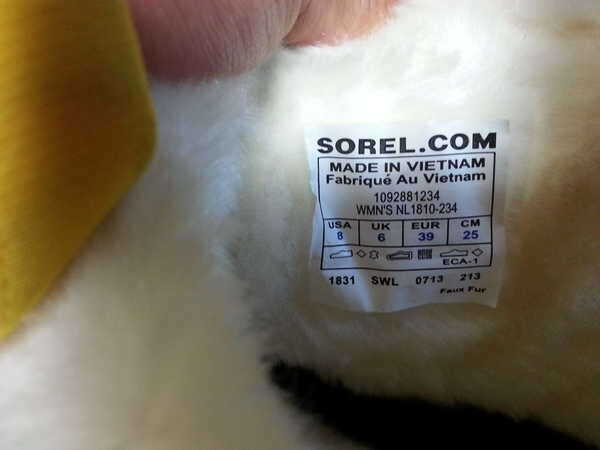 SOREL.COM
MADE IN VIETNAM
Fabriqué Au Vietnam
1092881234
WMN'S NL1810-234
USA UK EUR CM
8 6 39 25
ECA-1
1831 SWL 0713 213
Faux Fur